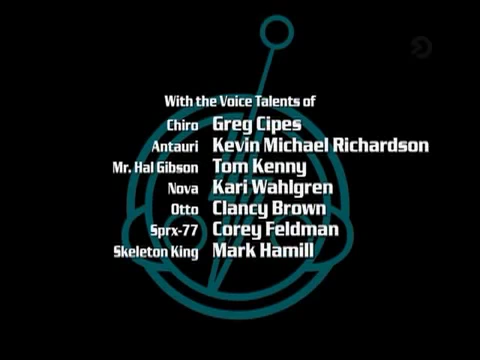 With the Voice Talents of
Chiro Greg Cipes
Antauri Kevin Michael Richardson
Mr. Hal Gibson Tom Kenny
Nova Kari Wahlgren
Otto Clancy Brown
Sprx-77 Corey Feldman
Skeleton King Mark Hamill